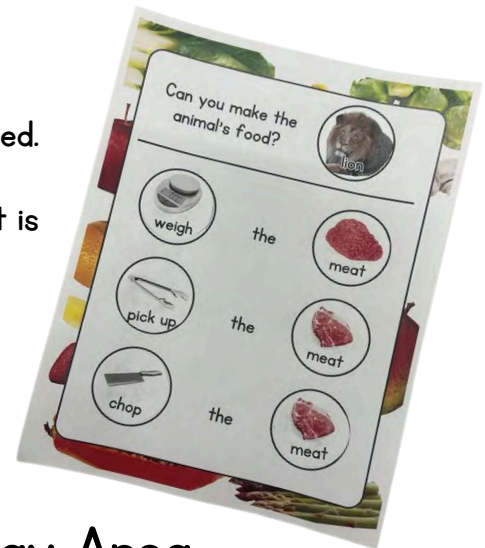 ed.
t is
Can you make the
animal's food?
lion
weigh the meat
pick up the meat
chop the meat
Area